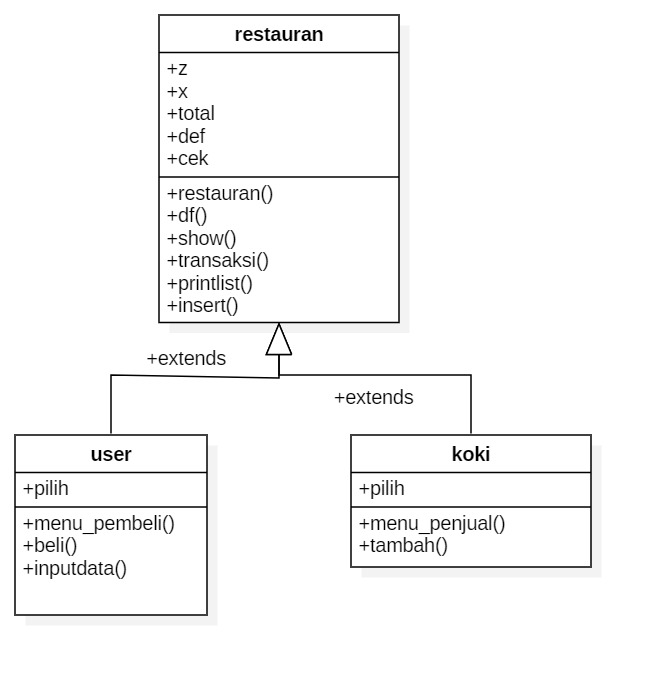 restauran
+z
+x
+total
+def
+cek
+restauran()
+df()
+show()
+transaksi()
+printlist()
+insert()
+extends
+extends
user
+pilih
+menu_pembeli()
+beli()
+inputdata()
koki
+pilih
+menu_penjual()
+tambah()